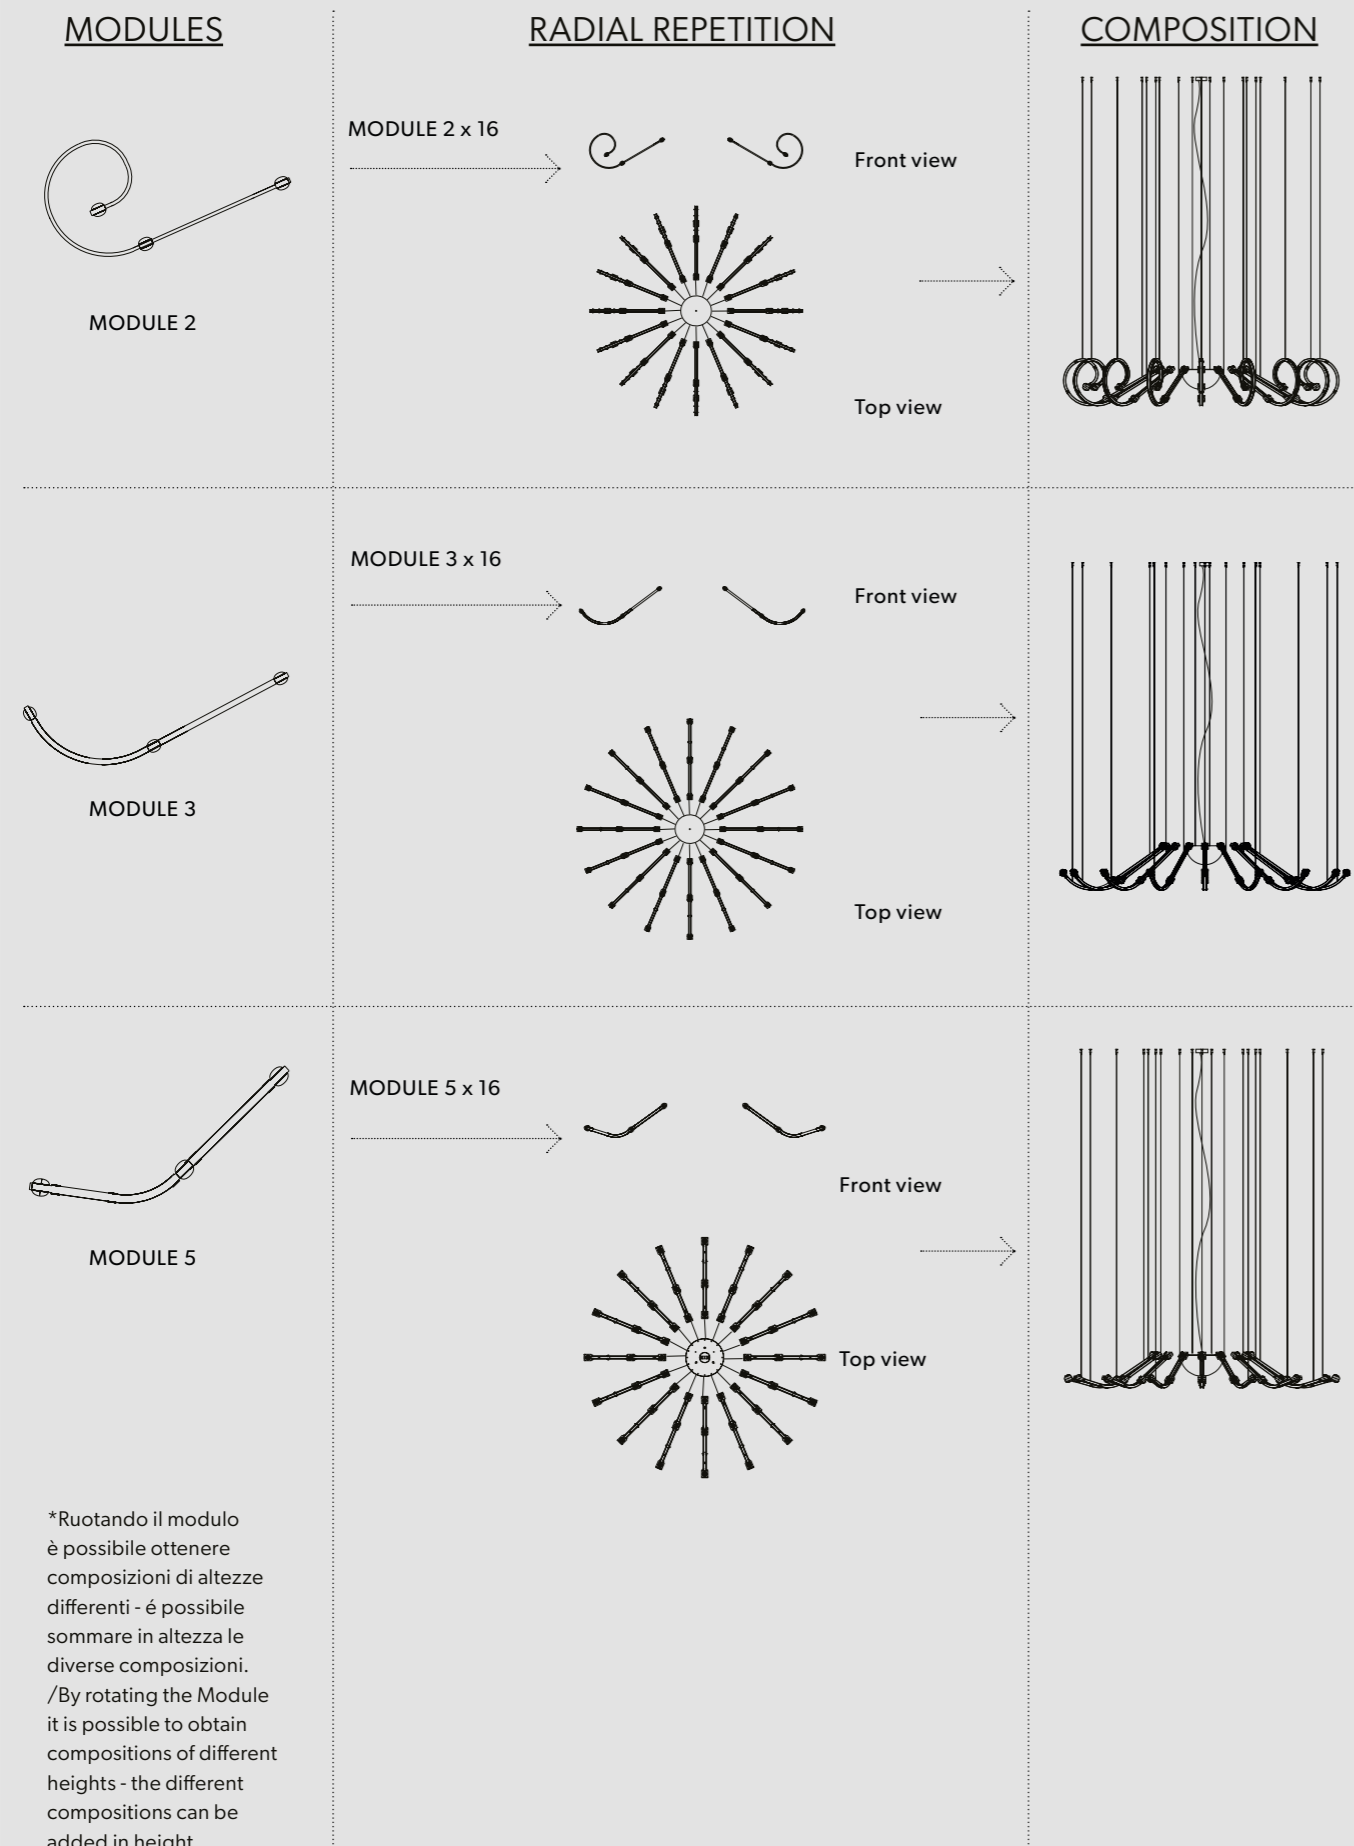 MODULES
RADIAL REPETITION
COMPOSITION
MODULE 2 x 16
Front view
MODULE 2
Top view
MODULE 3 x 16
Front view
MODULE 3
Top view
MODULE 5 x 16
Front view
MODULE 5
Top view
*Ruotando il modulo
è possibile ottenere
composizioni di altezze
differenti - é possibile
sommare in altezza le
diverse composizioni.
/By rotating the Module
it is possible to obtain
compositions of different
heights - the different
compositions can be
added in height